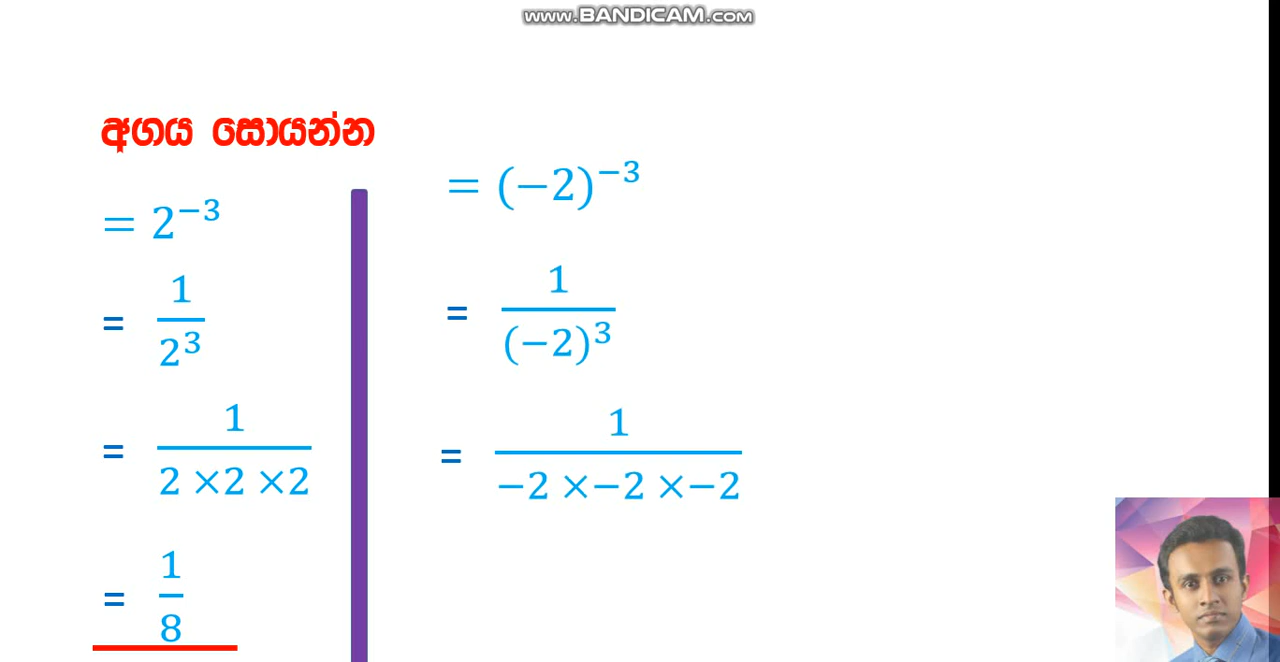 www.BANDICAM.com
අගය සොයන්න
= 2⁻³
= 1/2³
= 1/(2 ×2 ×2)
= 1/8
= (−2)⁻³
= 1/(−2)³
= 1/(−2 ×−2 ×−2)